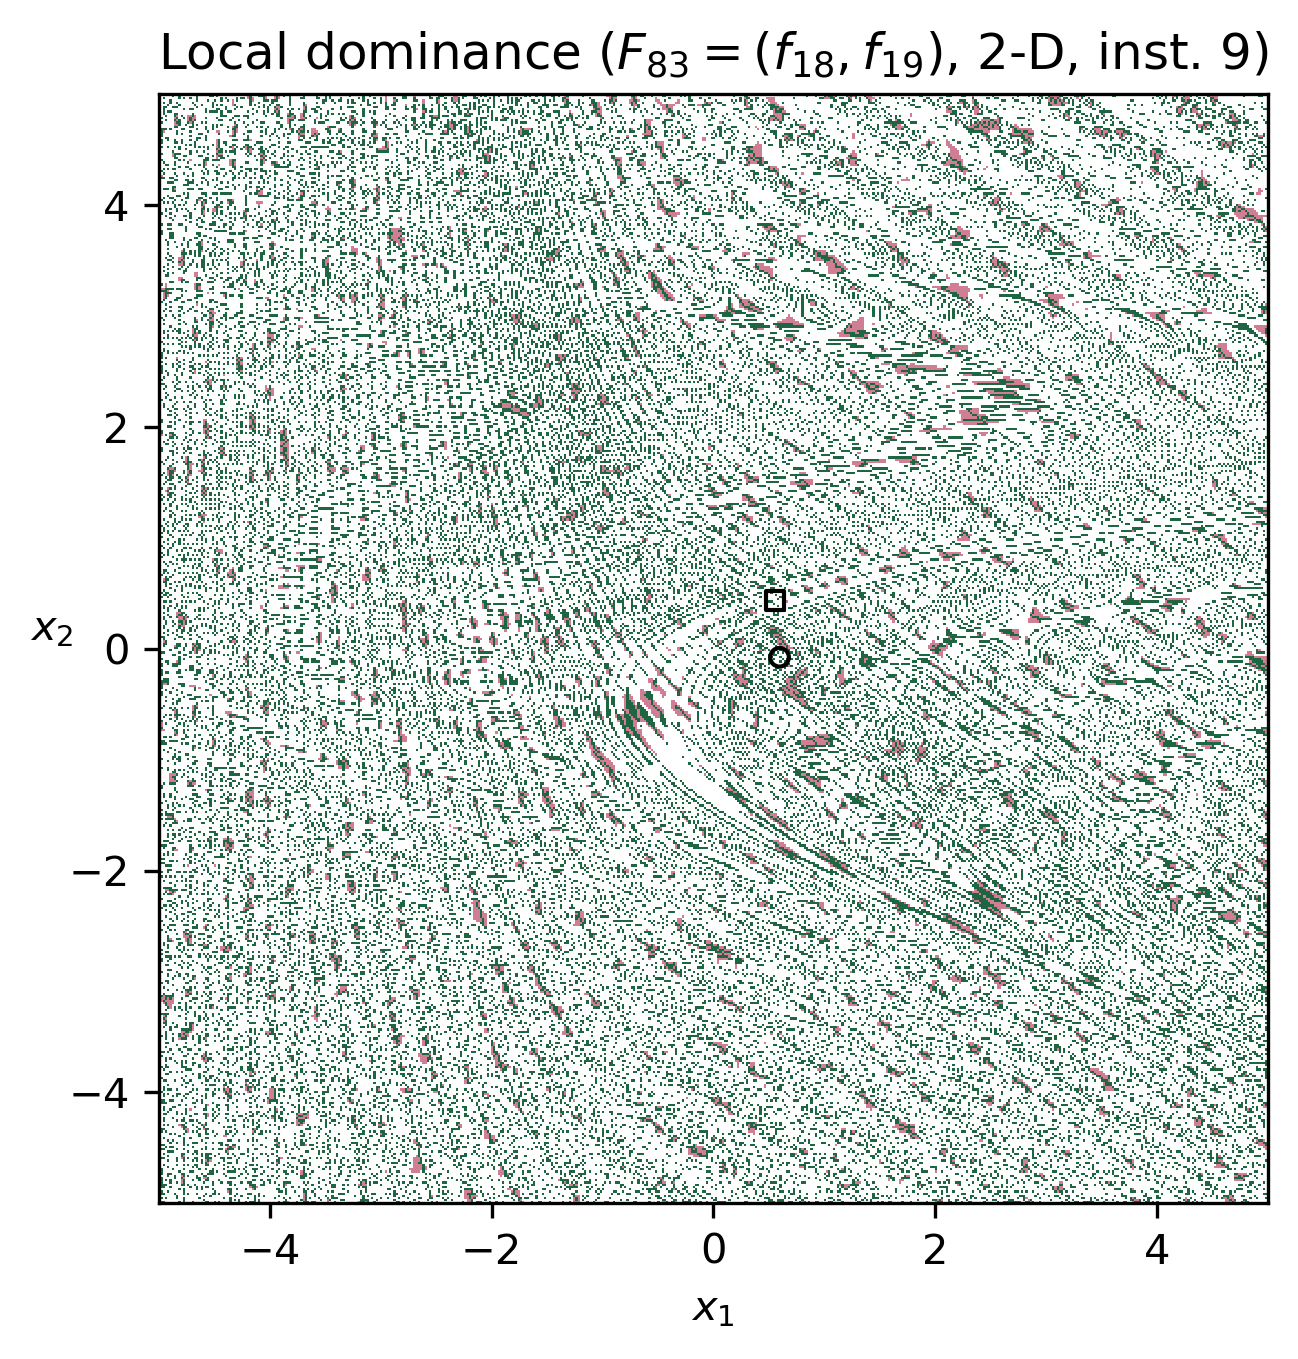 Local dominance (F₈₃ = (f₁₈, f₁₉), 2-D, inst. 9)
4
2
x₂
0
−2
−4
−4 −2 0 2 4
x₁